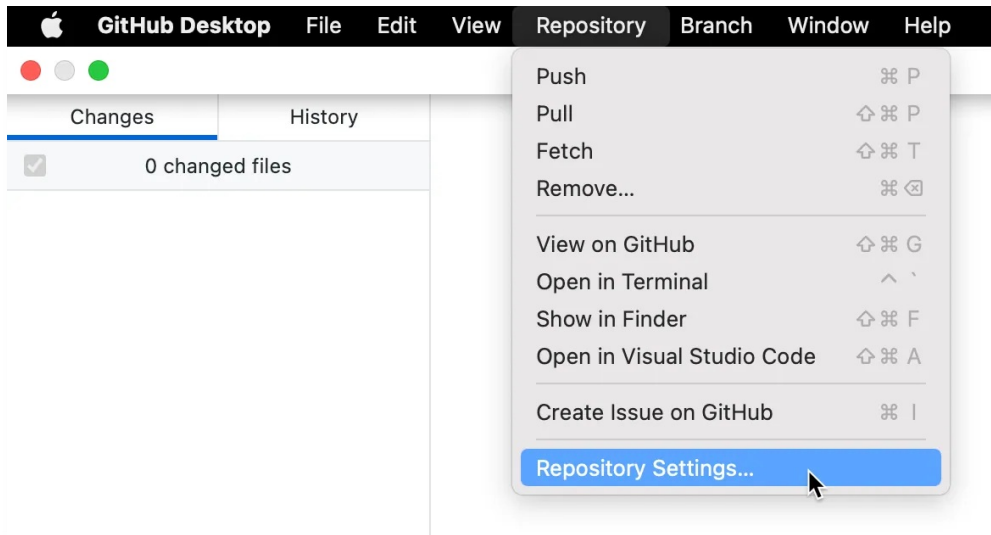 GitHub Desktop File Edit View Repository Branch Window Help
Changes History
0 changed files
Push ⌘ P
Pull ⇧ ⌘ P
Fetch ⇧ ⌘ T
Remove... ⌘ ⌫
View on GitHub ⇧ ⌘ G
Open in Terminal ⌃ `
Show in Finder ⇧ ⌘ F
Open in Visual Studio Code ⇧ ⌘ A
Create Issue on GitHub ⌘ I
Repository Settings...